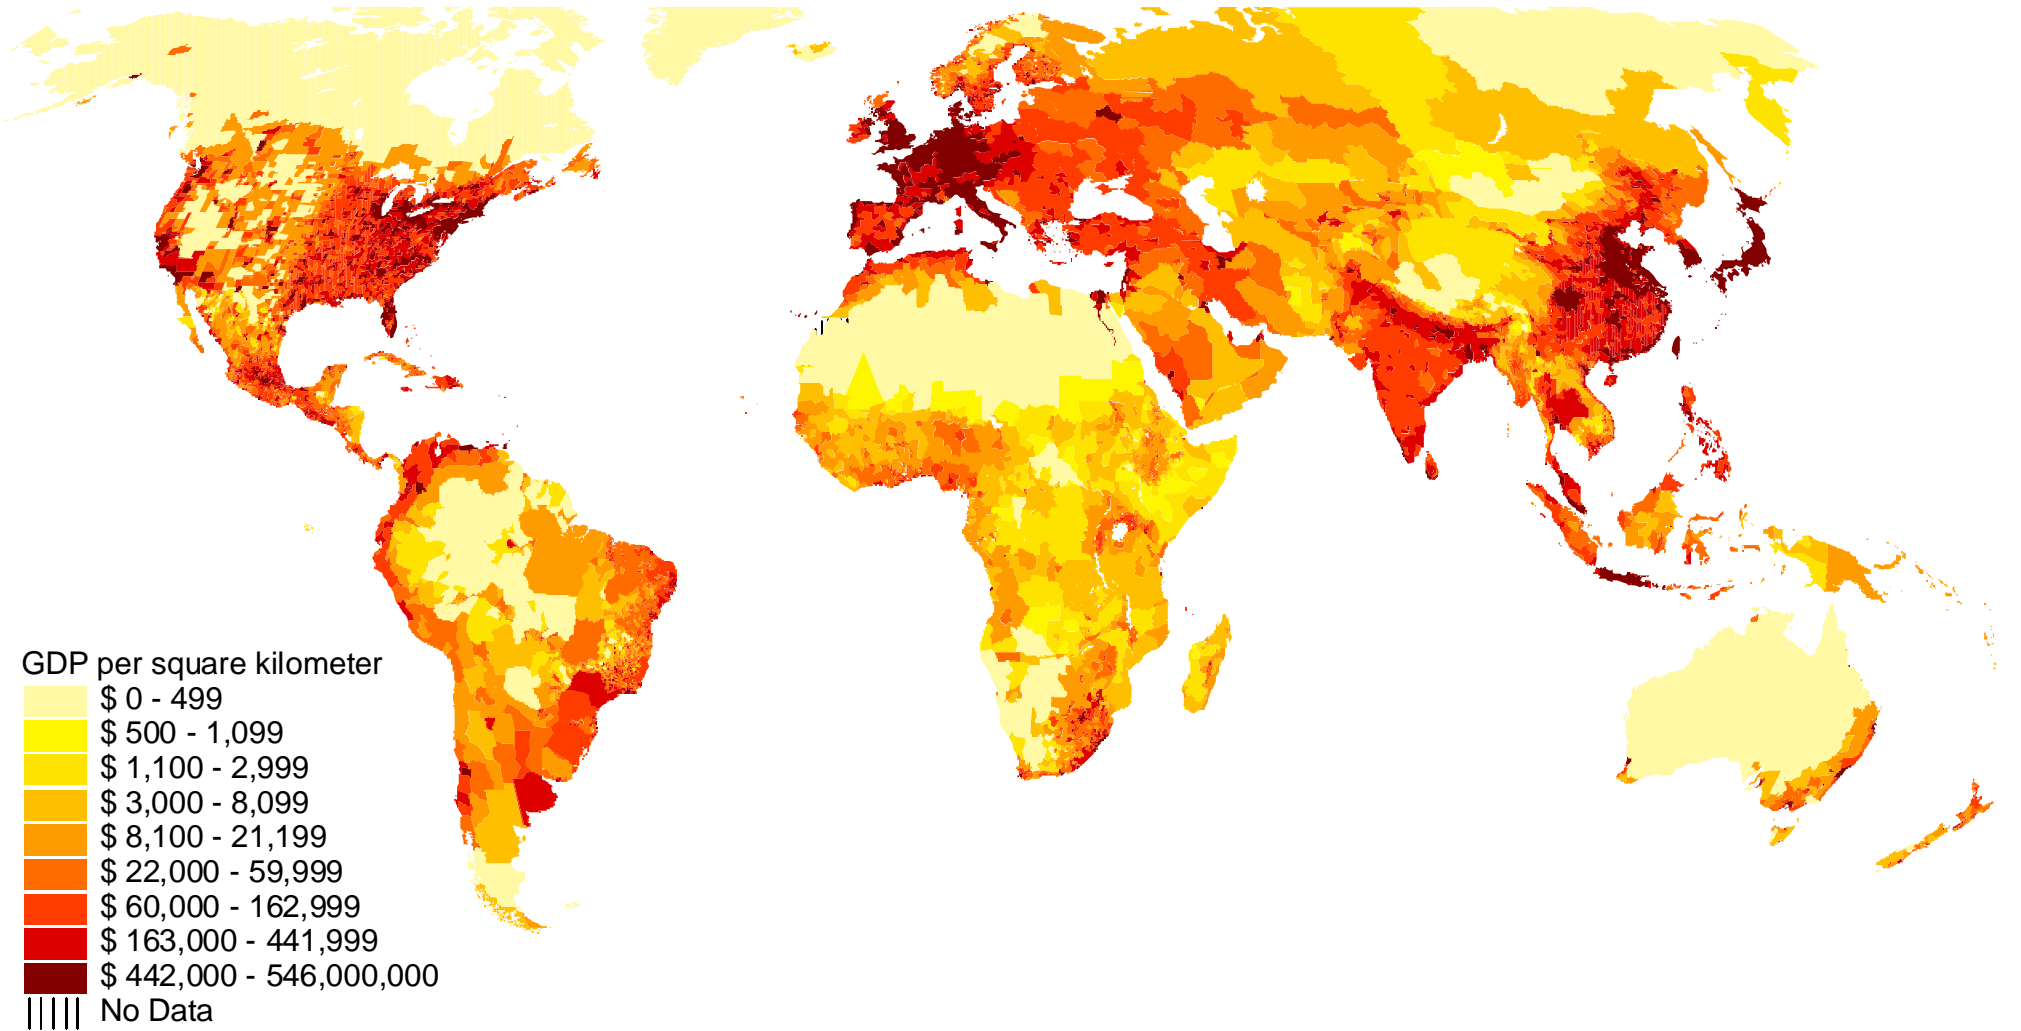 GDP per square kilometer
$ 0 - 499
$ 500 - 1,099
$ 1,100 - 2,999
$ 3,000 - 8,099
$ 8,100 - 21,199
$ 22,000 - 59,999
$ 60,000 - 162,999
$ 163,000 - 441,999
$ 442,000 - 546,000,000
No Data